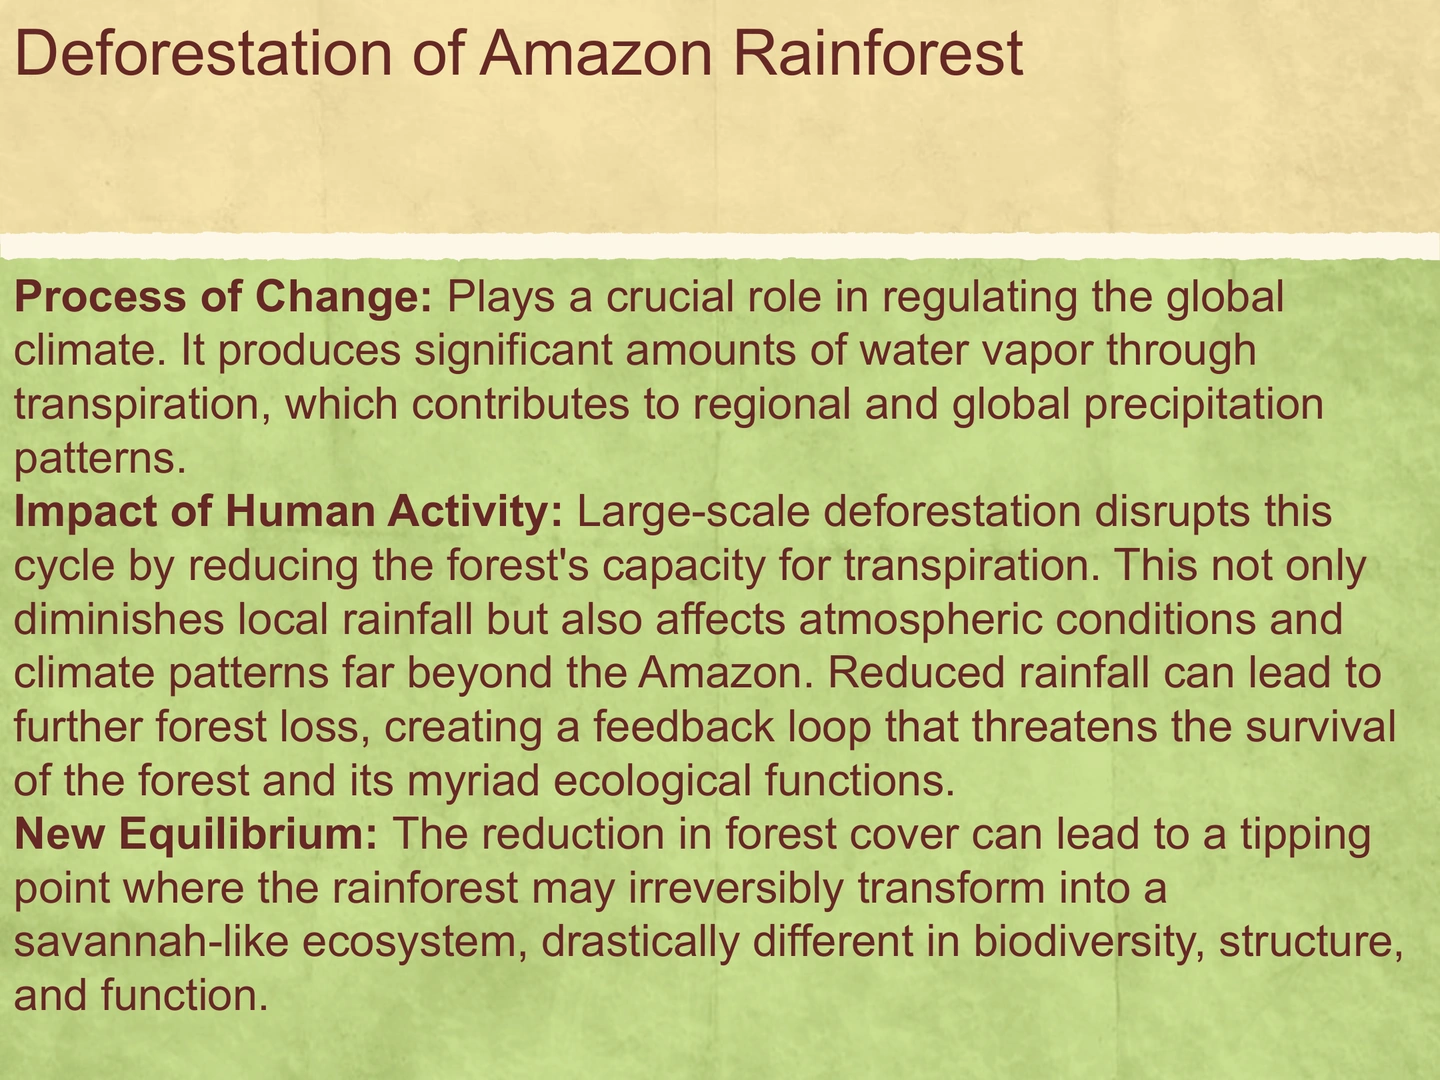 Deforestation of Amazon Rainforest
Process of Change: Plays a crucial role in regulating the global
climate. It produces significant amounts of water vapor through
transpiration, which contributes to regional and global precipitation
patterns.
Impact of Human Activity: Large-scale deforestation disrupts this
cycle by reducing the forest's capacity for transpiration. This not only
diminishes local rainfall but also affects atmospheric conditions and
climate patterns far beyond the Amazon. Reduced rainfall can lead to
further forest loss, creating a feedback loop that threatens the survival
of the forest and its myriad ecological functions.
New Equilibrium: The reduction in forest cover can lead to a tipping
point where the rainforest may irreversibly transform into a
savannah-like ecosystem, drastically different in biodiversity, structure,
and function.